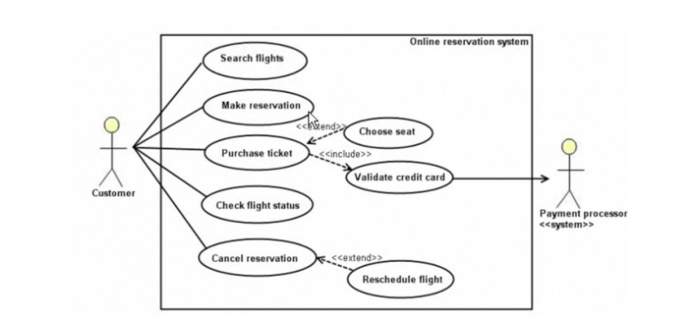 Online reservation system
Search flights
Make reservation
<<extend>>
Choose seat
Purchase ticket
<<include>>
Validate credit card
Customer
Check flight status
Payment processor
<<system>>
Cancel reservation
<<extend>>
Reschedule flight